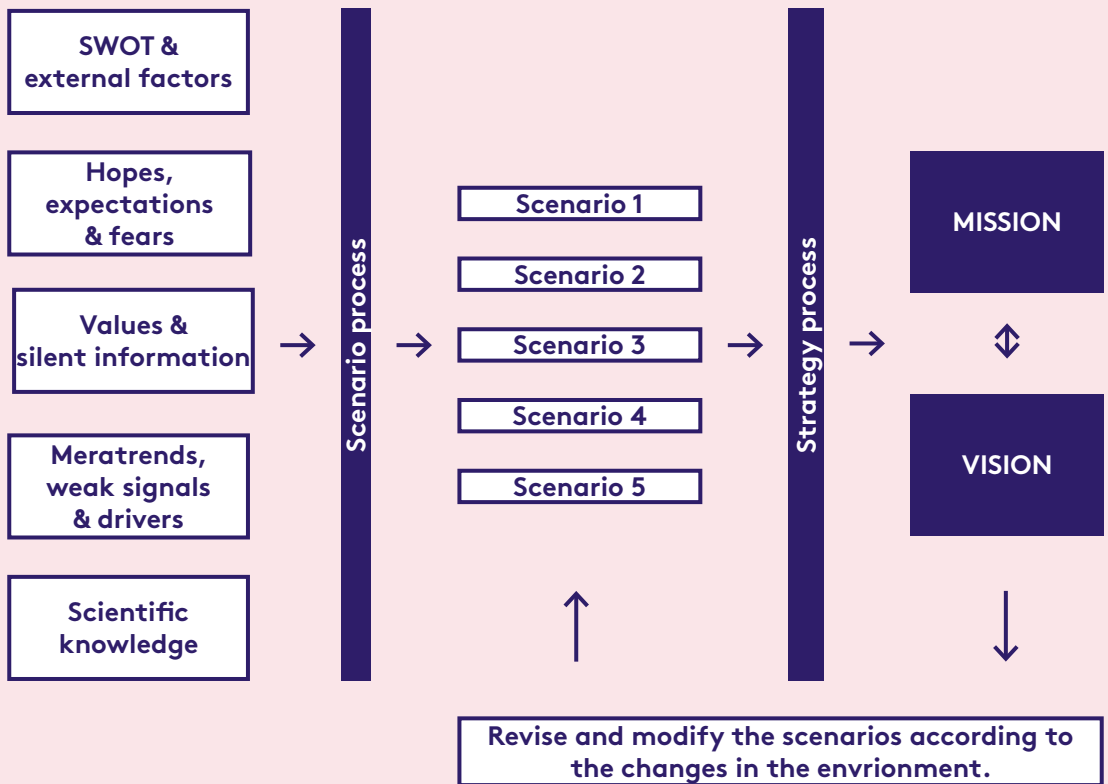 SWOT &
external factors
Hopes,
expectations
& fears
Values &
silent information
Meratrends,
weak signals
& drivers
Scientific
knowledge
Scenario process
Scenario 1
Scenario 2
Scenario 3
Scenario 4
Scenario 5
Strategy process
MISSION
VISION
Revise and modify the scenarios according to
the changes in the envrionment.